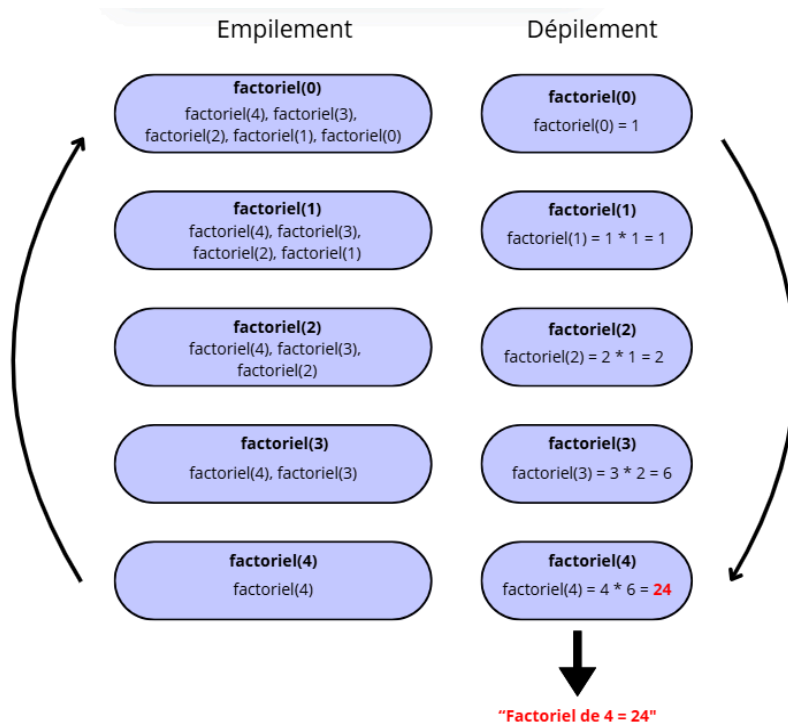 Empilement
factoriel(0)
factoriel(4), factoriel(3),
factoriel(2), factoriel(1), factoriel(0)
factoriel(1)
factoriel(4), factoriel(3),
factoriel(2), factoriel(1)
factoriel(2)
factoriel(4), factoriel(3),
factoriel(2)
factoriel(3)
factoriel(4), factoriel(3)
factoriel(4)
factoriel(4)
Dépilement
factoriel(0)
factoriel(0) = 1
factoriel(1)
factoriel(1) = 1 * 1 = 1
factoriel(2)
factoriel(2) = 2 * 1 = 2
factoriel(3)
factoriel(3) = 3 * 2 = 6
factoriel(4)
factoriel(4) = 4 * 6 = 24
“Factoriel de 4 = 24"